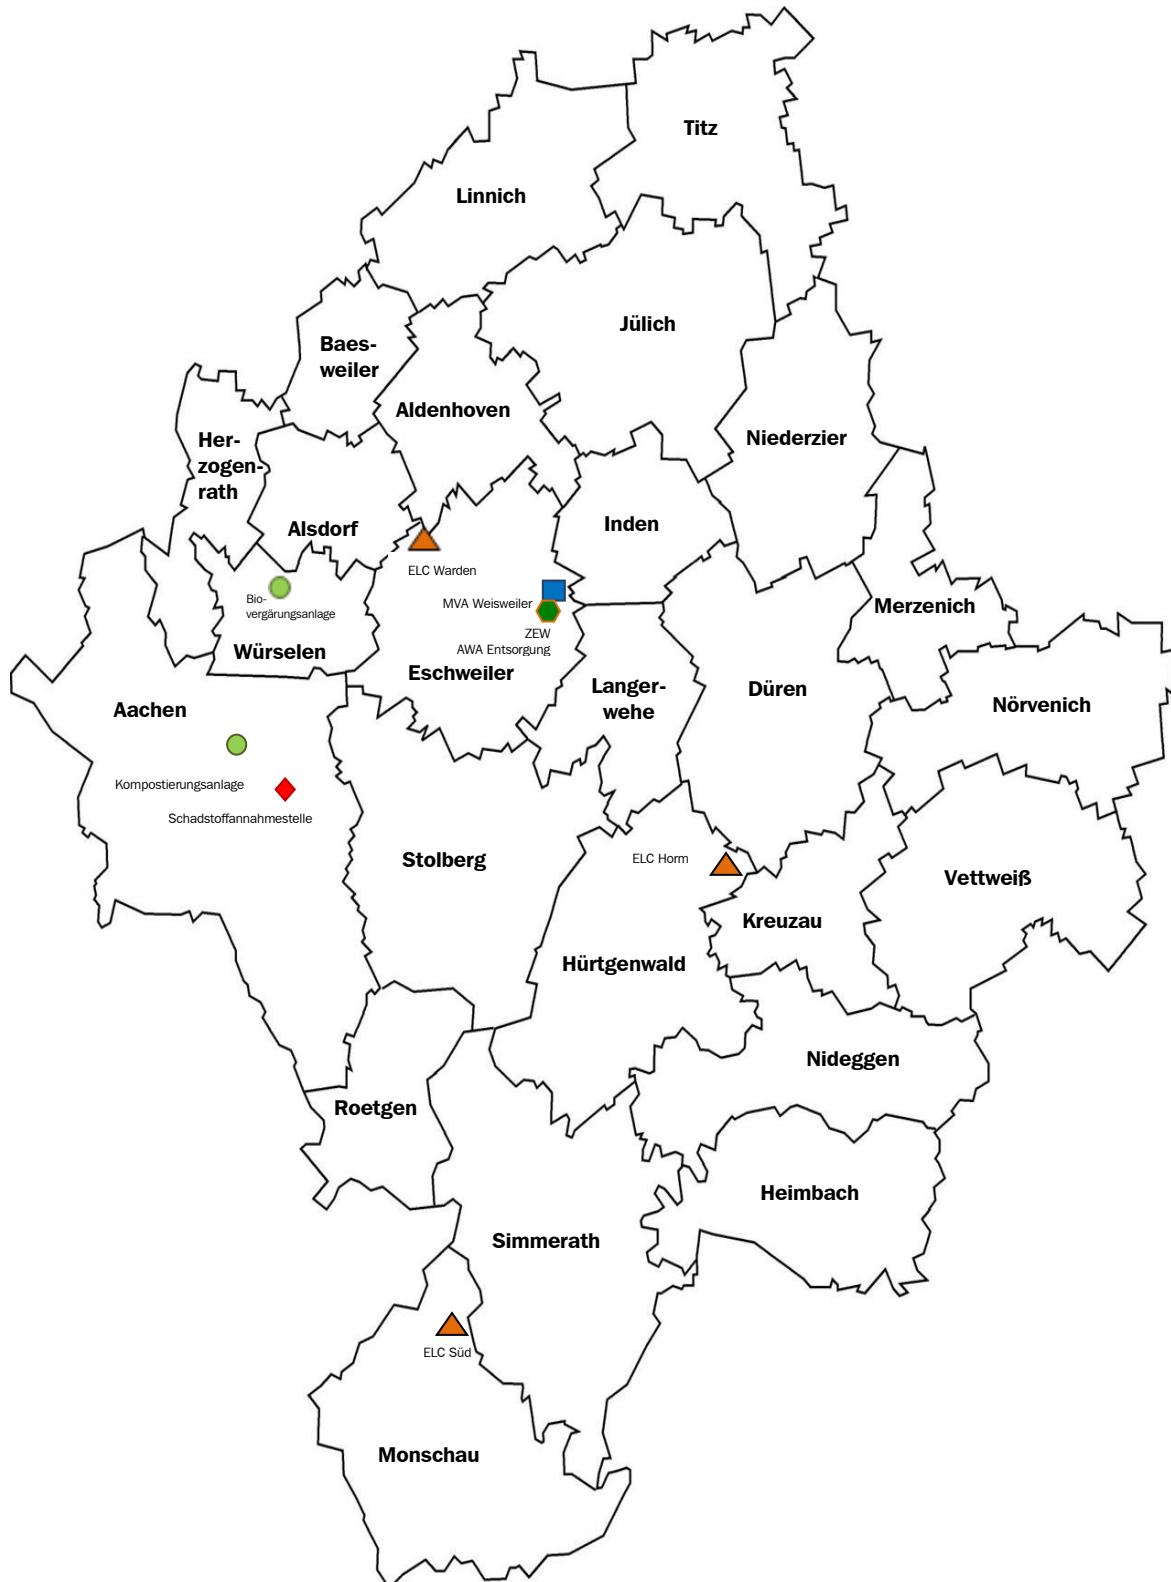 Titz
Linnich
Jülich
Baes-
weiler
Aldenhoven
Her-
zogen-
rath
Niederzier
Alsdorf
Inden
ELC Warden
Bio-
vergärungsanlage
MVA Weisweiler
Merzenich
ZEW
AWA Entsorgung
Würselen
Eschweiler
Langer-
wehe
Düren
Nörvenich
Aachen
Kompostierungsanlage
Schadstoffannahmestelle
Stolberg
ELC Horm
Vettweiß
Kreuzau
Hürtgenwald
Nideggen
Roetgen
Heimbach
Simmerath
ELC Süd
Monschau